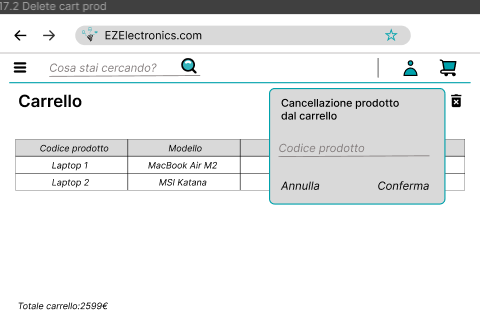 17.2 Delete cart prod
EZElectronics.com
Cosa stai cercando?
Carrello
Cancellazione prodotto
dal carrello
Codice prodotto
Annulla Conferma
Codice prodotto Modello
Laptop 1 MacBook Air M2
Laptop 2 MSI Katana
Totale carrello:2599€